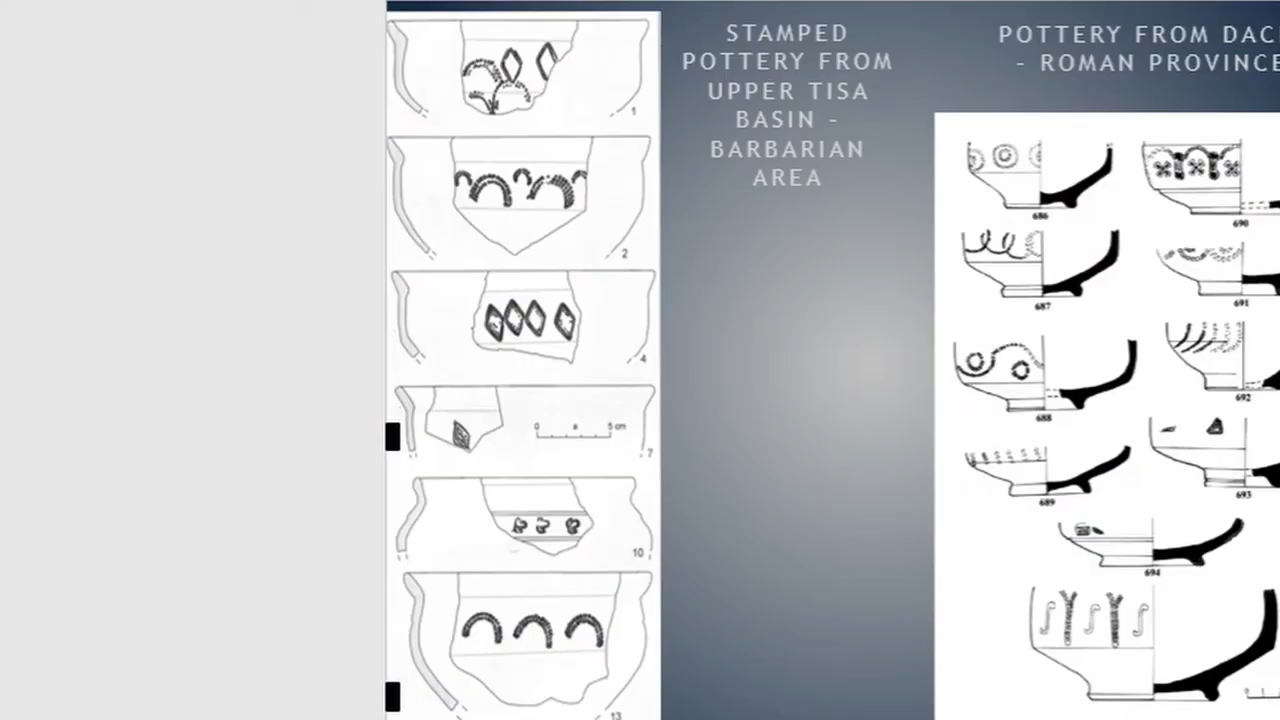 STAMPED
POTTERY FROM
UPPER TISA
BASIN -
BARBARIAN
AREA
POTTERY FROM DAC
- ROMAN PROVINCE
1
2
4
0 5 cm
7
10
13
686
690
687
691
688
692
689
693
694